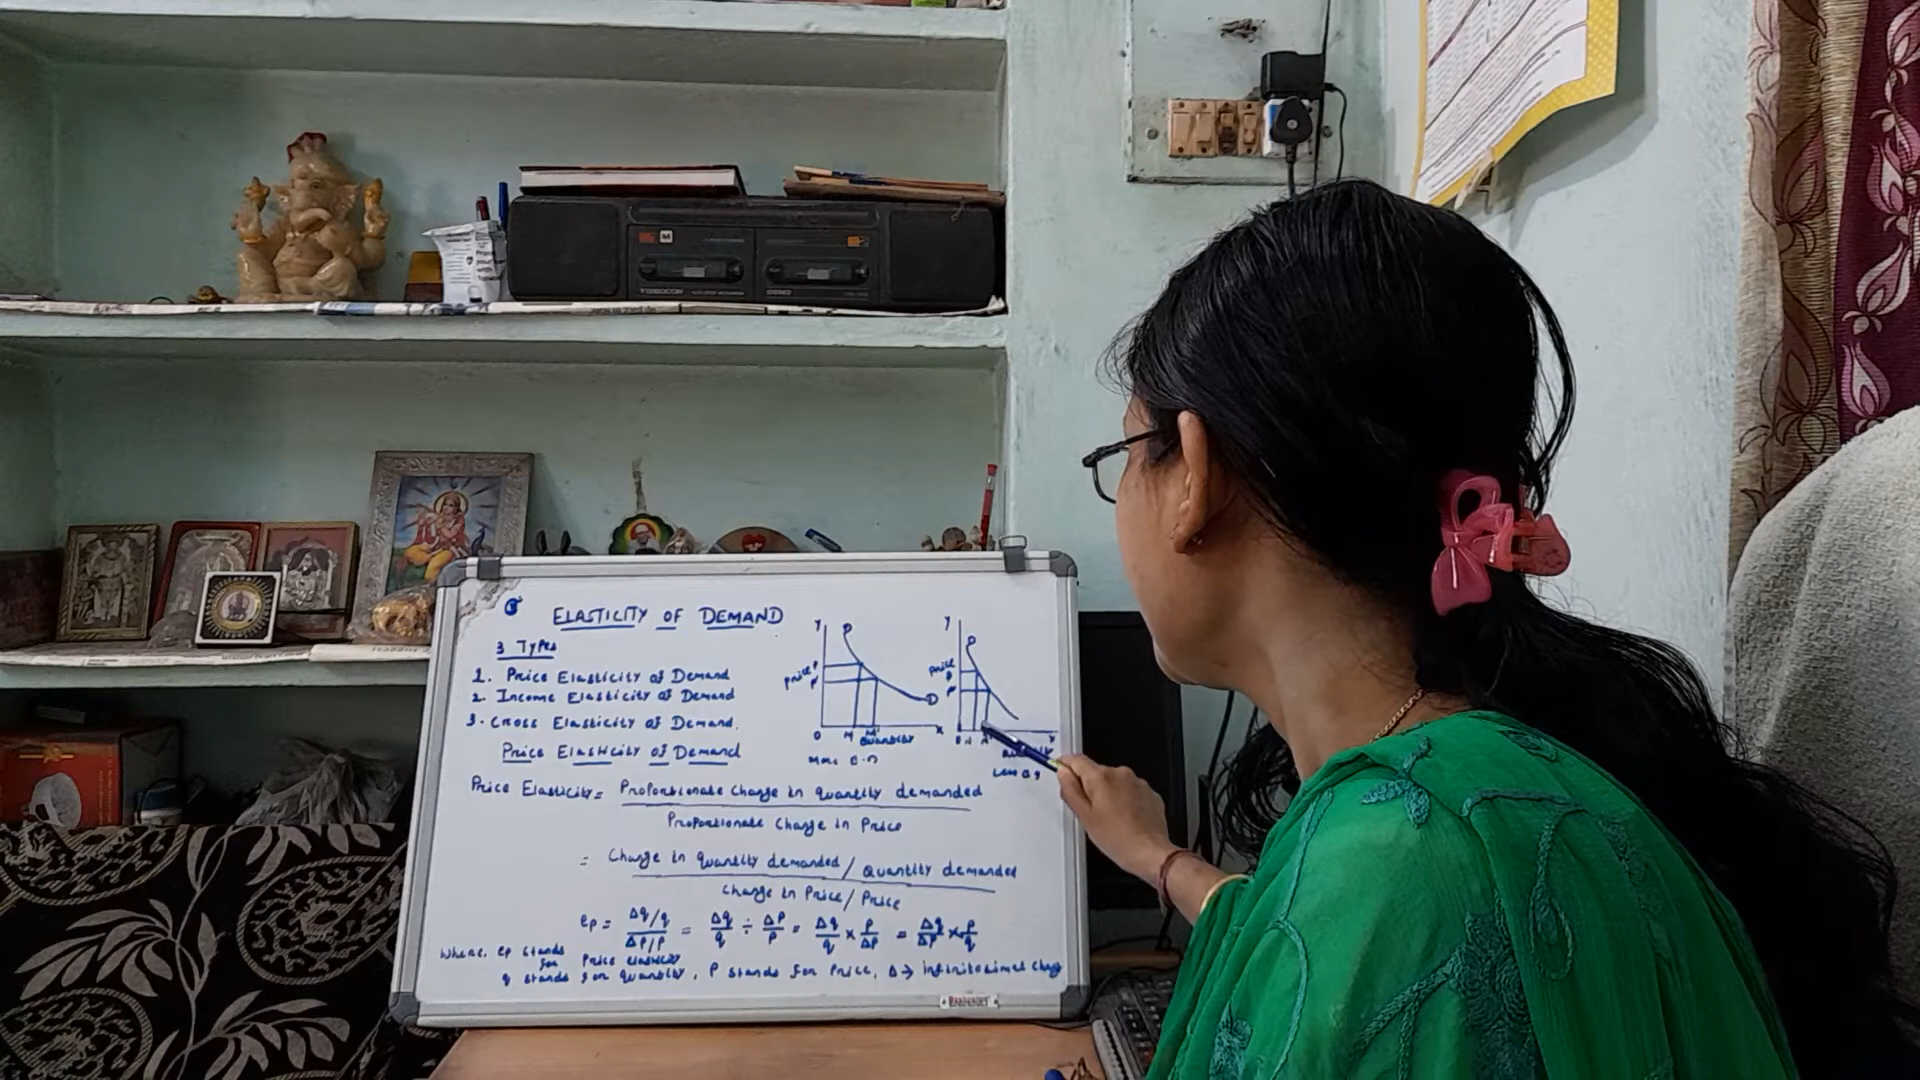 VIDEOCON
ELASTICITY OF DEMAND
3 Types
1. Price Elasticity of Demand
2. Income Elasticity of Demand
3. Cross Elasticity of Demand.
Price Elasticity of Demand
Y
D
Price P
P'
D
O M M' X
Quantity
Y
D
Price
P
P'
M'
Less
Price Elasticity = Proportionate Change in quantity demanded
Proportionate Change in Price
= Change in quantity demanded / Quantity demanded
Change in Price / Price
eP = Δq/q = Δq ÷ ΔP = Δq × P = Δq × P
ΔP/P q P q ΔP ΔP q
Where, eP stands for Price elasticity
q stands for quantity, P stands for Price, Δ → infinitesimal change